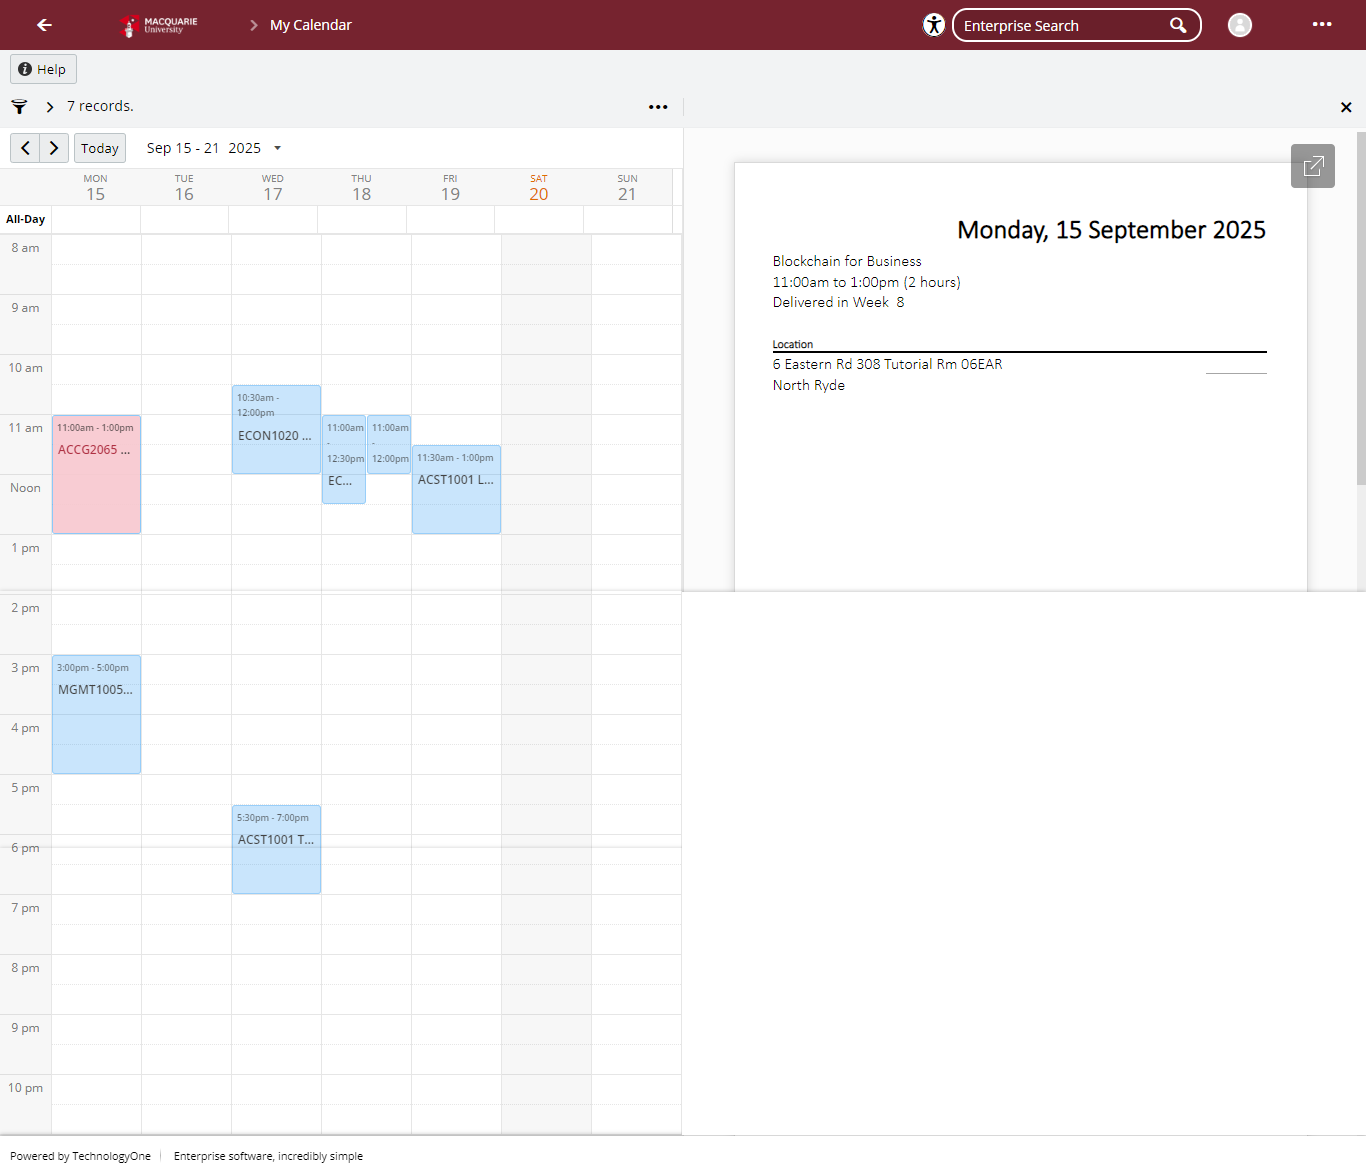 MACQUARIE
University
My Calendar
Enterprise Search
Help
7 records.
Today
Sep 15 - 21 2025
MON
15
TUE
16
WED
17
THU
18
FRI
19
SAT
20
SUN
21
All-Day
8 am
9 am
10 am
11 am
Noon
1 pm
2 pm
3 pm
4 pm
5 pm
6 pm
7 pm
8 pm
9 pm
10 pm
11:00am - 1:00pm
ACCG2065 ...
3:00pm - 5:00pm
MGMT1005...
10:30am -
12:00pm
ECON1020 ...
5:30pm - 7:00pm
ACST1001 T...
11:00am
-
12:30pm
EC...
11:00am
-
12:00pm
11:30am - 1:00pm
ACST1001 L...
Monday, 15 September 2025
Blockchain for Business
11:00am to 1:00pm (2 hours)
Delivered in Week 8
Location
6 Eastern Rd 308 Tutorial Rm 06EAR
North Ryde
Powered by TechnologyOne
Enterprise software, incredibly simple